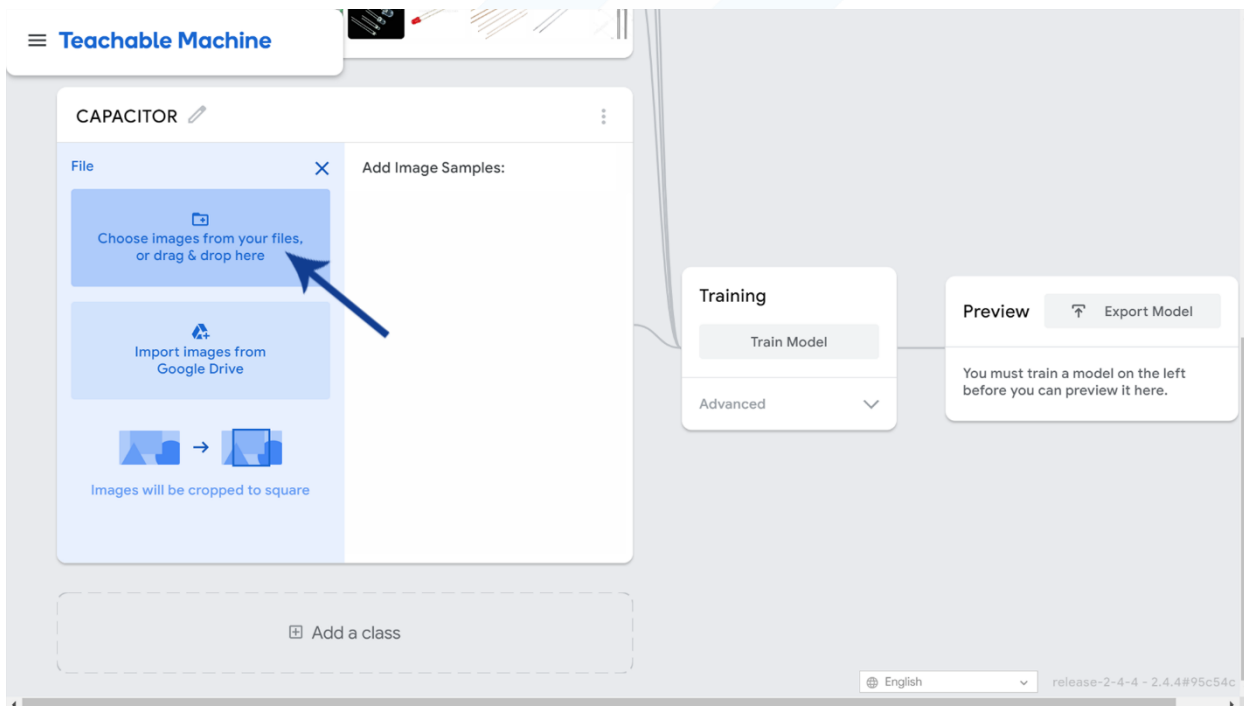 Teachable Machine
CAPACITOR
File
Add Image Samples:
Choose images from your files,
or drag & drop here
Import images from
Google Drive
Images will be cropped to square
Add a class
Training
Train Model
Advanced
Preview
Export Model
You must train a model on the left
before you can preview it here.
English
release-2-4-4 - 2.4.4#95c54c